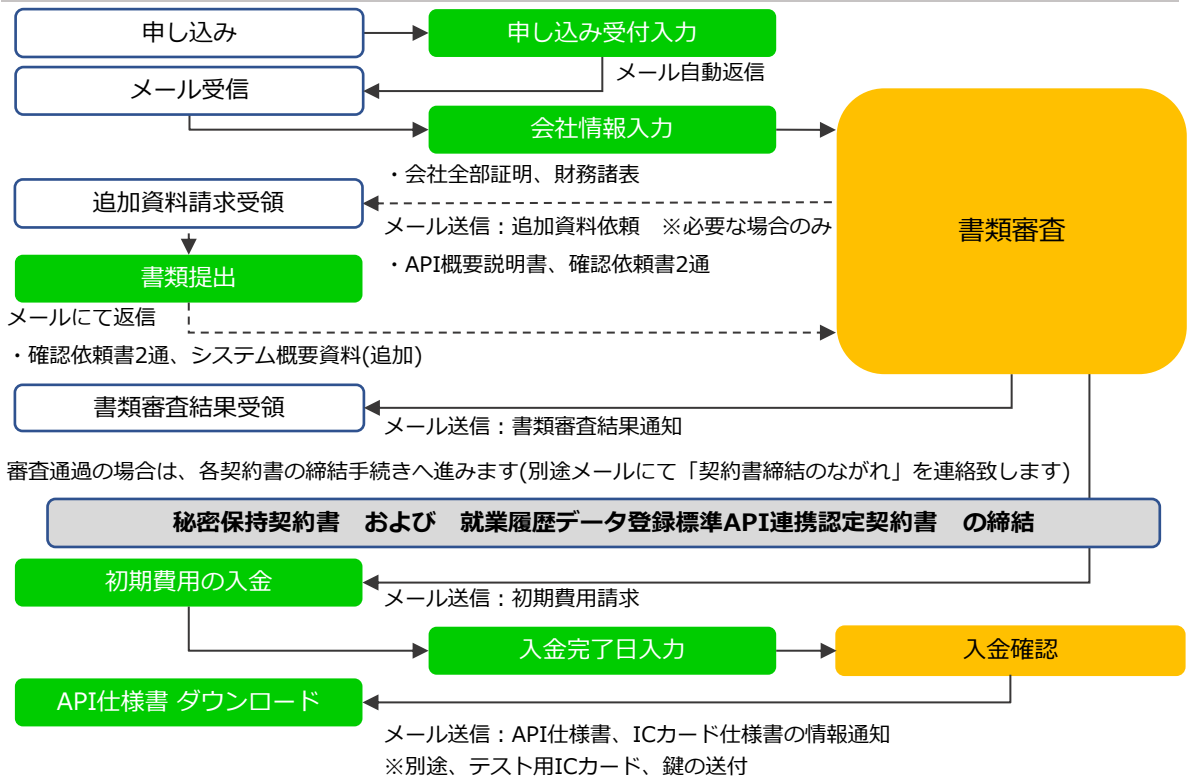 申し込み
申し込み受付入力
メール自動返信
メール受信
会社情報入力
・会社全部証明、財務諸表
追加資料請求受領
メール送信：追加資料依頼　※必要な場合のみ
書類審査
・API概要説明書、確認依頼書2通
書類提出
メールにて返信
・確認依頼書2通、システム概要資料(追加)
書類審査結果受領
メール送信：書類審査結果通知
審査通過の場合は、各契約書の締結手続きへ進みます(別途メールにて「契約書締結のながれ」を連絡致します)
秘密保持契約書　および　就業履歴データ登録標準API連携認定契約書　の締結
初期費用の入金
メール送信：初期費用請求
入金完了日入力
入金確認
API仕様書 ダウンロード
メール送信：API仕様書、ICカード仕様書の情報通知
※別途、テスト用ICカード、鍵の送付